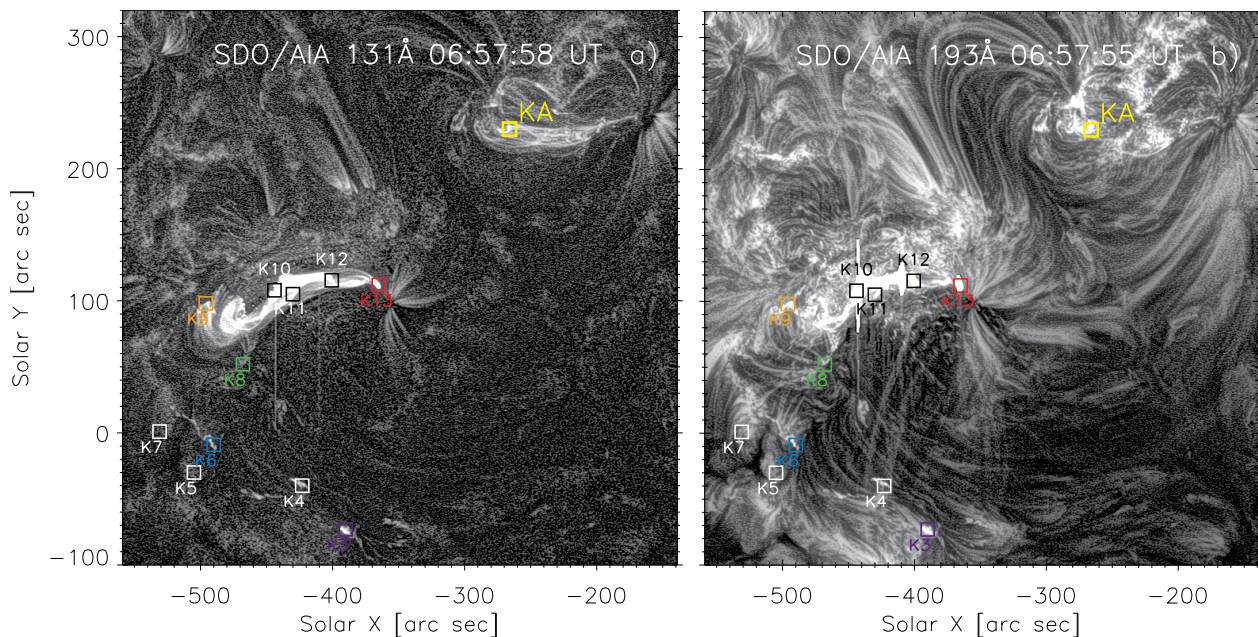 SDO/AIA 131Å 06:57:58 UT a)
KA
K12
K10
K11
K13
K9
K8
K7
K6
K5
K4
K3
300
200
100
0
−100
Solar Y [arc sec]
−500 −400 −300 −200
Solar X [arc sec]
SDO/AIA 193Å 06:57:55 UT b)
KA
K12
K10
K11
K13
K9
K8
K7
K6
K5
K4
K3
−500 −400 −300 −200
Solar X [arc sec]